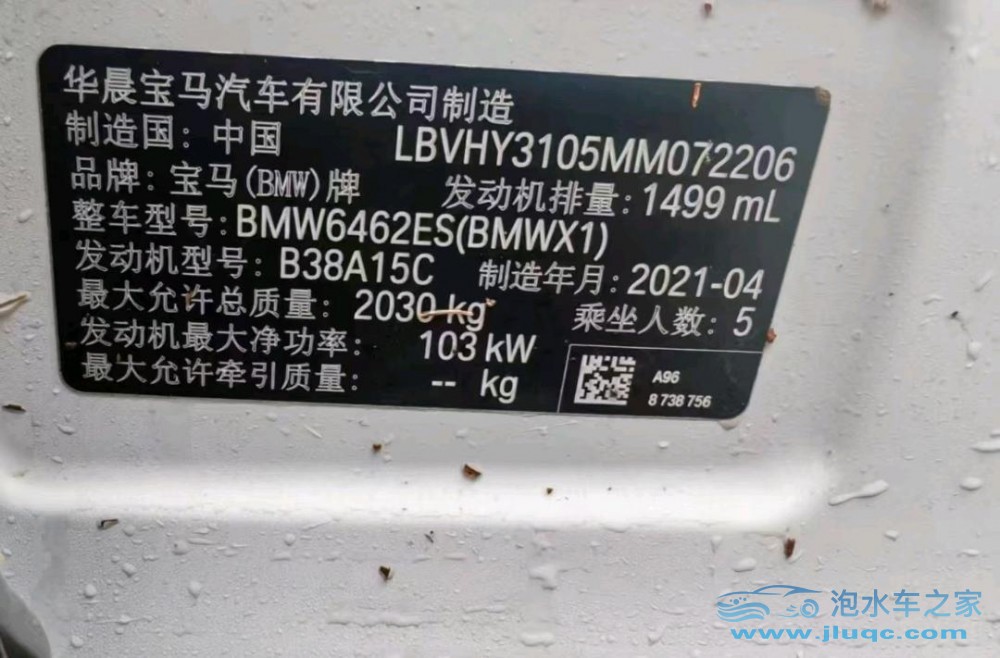 华晨宝马汽车有限公司制造
制造国：中国 LBVHY3105MM072206
品牌：宝马(BMW)牌 发动机排量：1499 mL
整车型号：BMW6462ES(BMWX1)
发动机型号：B38A15C 制造年月：2021-04
最大允许总质量：2030 kg 乘坐人数：5
发动机最大净功率：103 kW
最大允许牵引质量：-- kg
A96
8 738 756
泡水车之家
www.jluqc.com